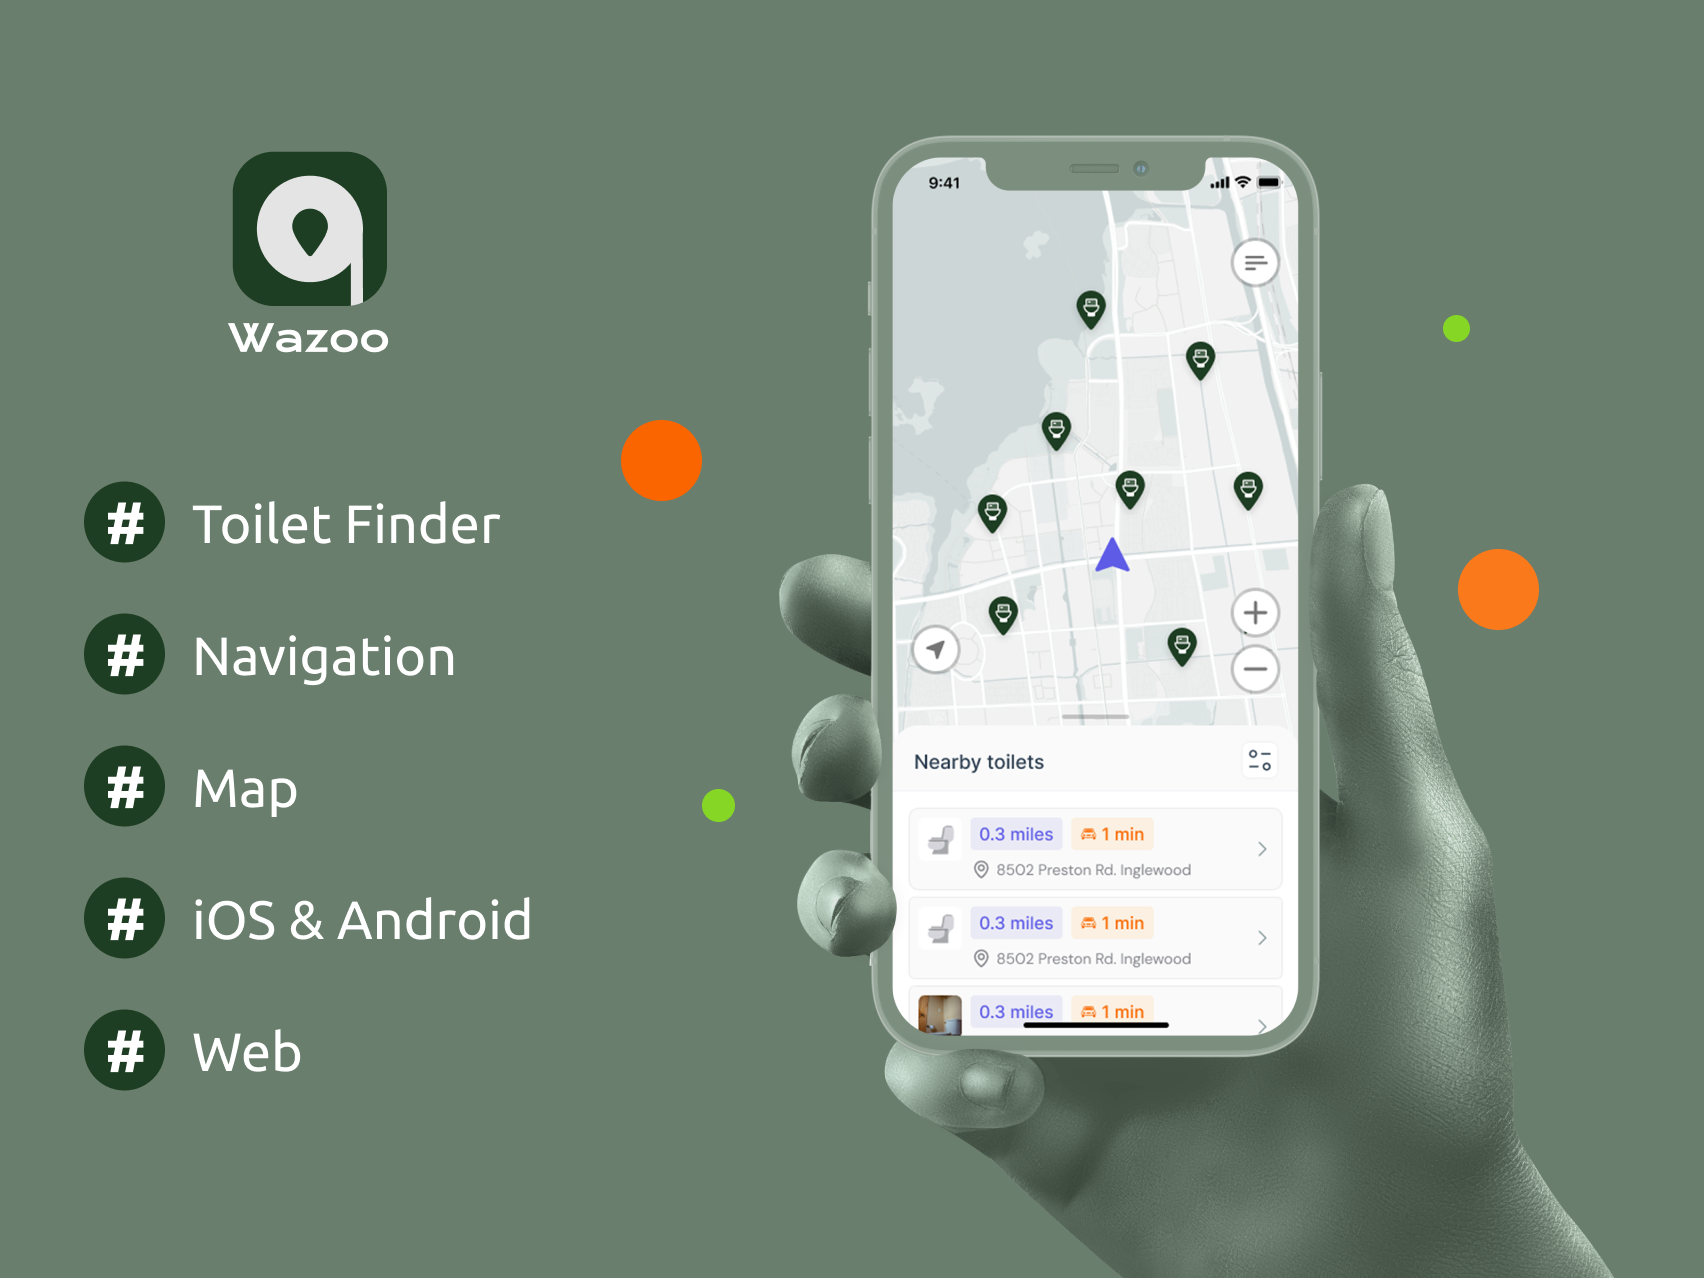 Wazoo
# Toilet Finder
# Navigation
# Map
# iOS & Android
# Web
9:41
Nearby toilets
0.3 miles 1 min
8502 Preston Rd. Inglewood
0.3 miles 1 min
8502 Preston Rd. Inglewood
0.3 miles 1 min